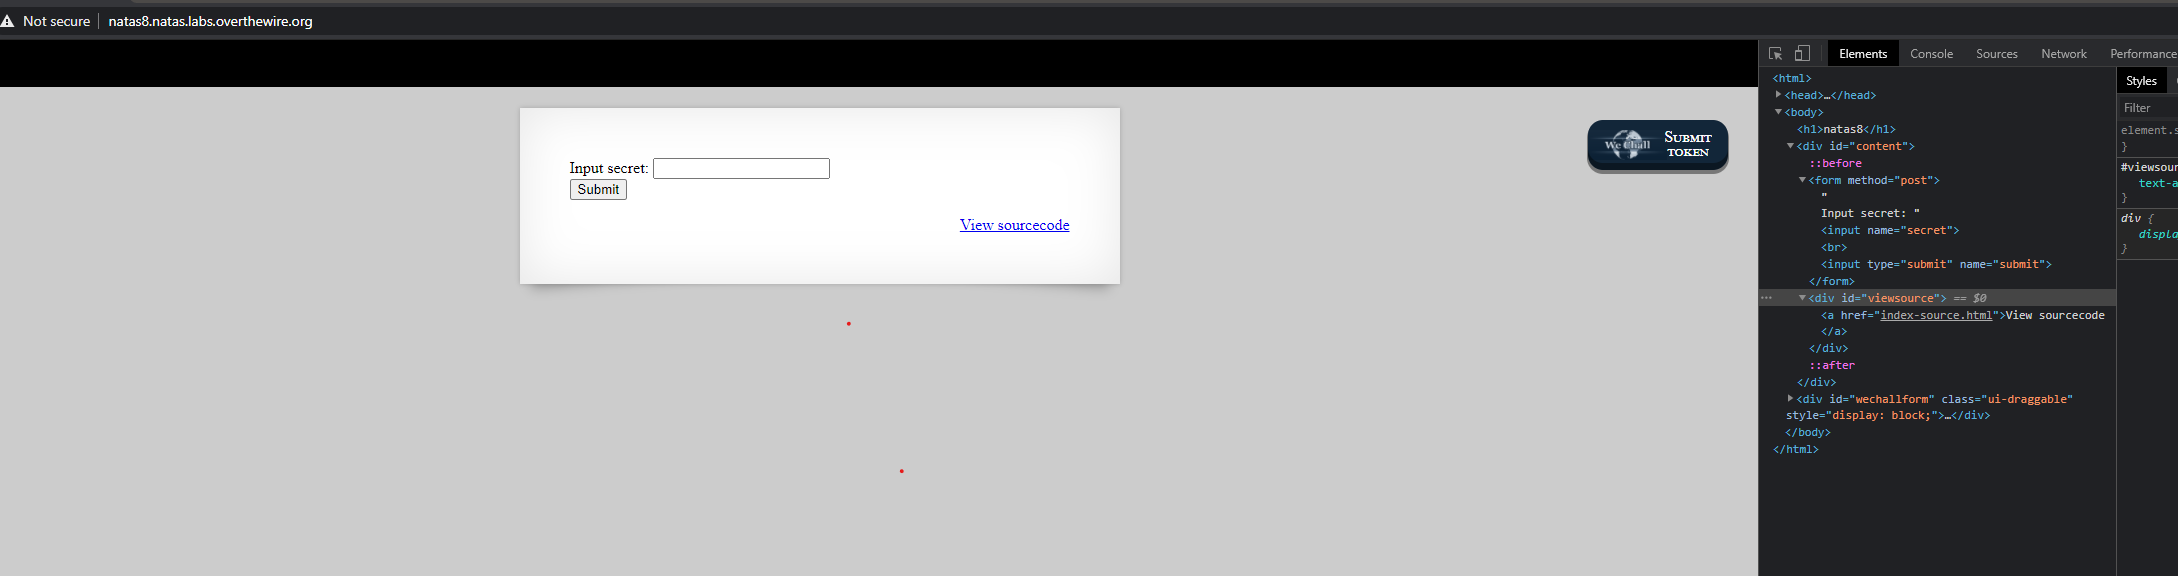 Not secure | natas8.natas.labs.overthewire.org
Input secret:
Submit
View sourcecode
We Chall
SUBMIT
TOKEN
Elements Console Sources Network Performance
<html>
<head>…</head>
<body>
<h1>natas8</h1>
<div id="content">
::before
<form method="post">
"
Input secret: "
<input name="secret">
<br>
<input type="submit" name="submit">
</form>
<div id="viewsource"> == $0
<a href="index-source.html">View sourcecode
</a>
</div>
::after
</div>
<div id="wechallform" class="ui-draggable"
style="display: block;">…</div>
</body>
</html>
Styles
Filter
element.s
}
#viewsour
text-a
}
div {
displa
}